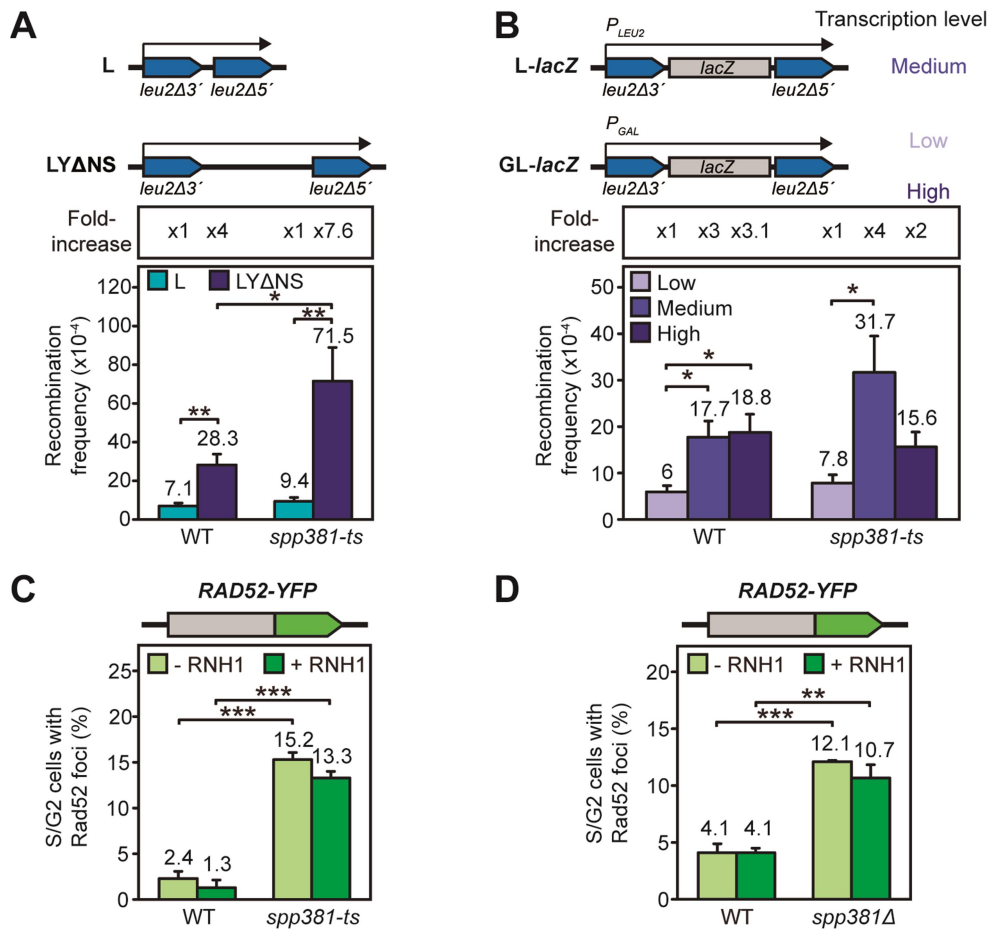 A
L
leu2Δ3´ leu2Δ5´
LYΔNS
leu2Δ3´ leu2Δ5´
Fold-
increase
x1 x4 x1 x7.6
L LYΔNS
Recombination
frequency (x10⁻⁴)
120
100
80
60
40
20
0
** * **
7.1 28.3 9.4 71.5
WT spp381-ts
B
Transcription level
P_LEU2
L-lacZ lacZ Medium
leu2Δ3´ leu2Δ5´
P_GAL
Low
GL-lacZ lacZ
leu2Δ3´ leu2Δ5´
High
Fold-
increase
x1 x3 x3.1 x1 x4 x2
Low
Medium
High
Recombination
frequency (x10⁻⁴)
50
40
30
20
10
0
* * *
6 17.7 18.8 7.8 31.7 15.6
WT spp381-ts
C
RAD52-YFP
- RNH1 + RNH1
S/G2 cells with
Rad52 foci (%)
25
20
15
10
5
0
***
***
2.4 1.3 15.2 13.3
WT spp381-ts
D
RAD52-YFP
- RNH1 + RNH1
S/G2 cells with
Rad52 foci (%)
20
15
10
5
0
**
***
4.1 4.1 12.1 10.7
WT spp381Δ